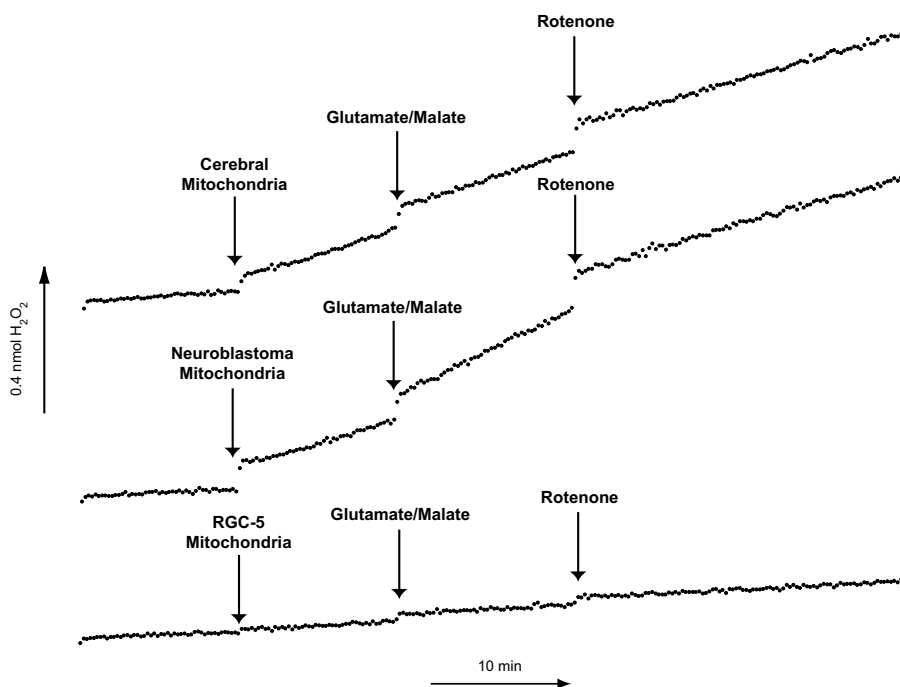 Rotenone
Glutamate/Malate
Cerebral
Mitochondria
Rotenone
0.4 nmol H₂O₂
Glutamate/Malate
Neuroblastoma
Mitochondria
Rotenone
Glutamate/Malate
RGC-5
Mitochondria
10 min